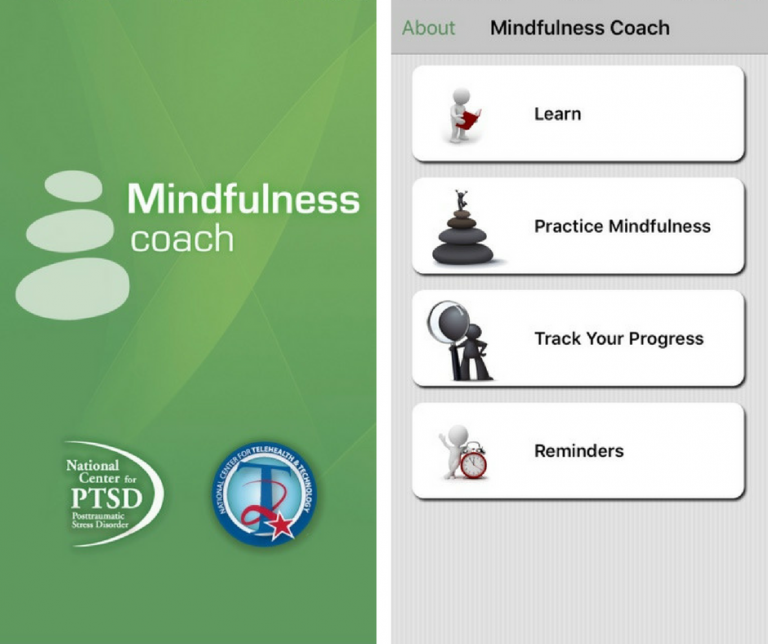 Mindfulness
coach
National
Center for
PTSD
Posttraumatic
Stress Disorder
NATIONAL CENTER FOR TELEHEALTH & TECHNOLOGY
T2
About
Mindfulness Coach
Learn
Practice Mindfulness
Track Your Progress
Reminders